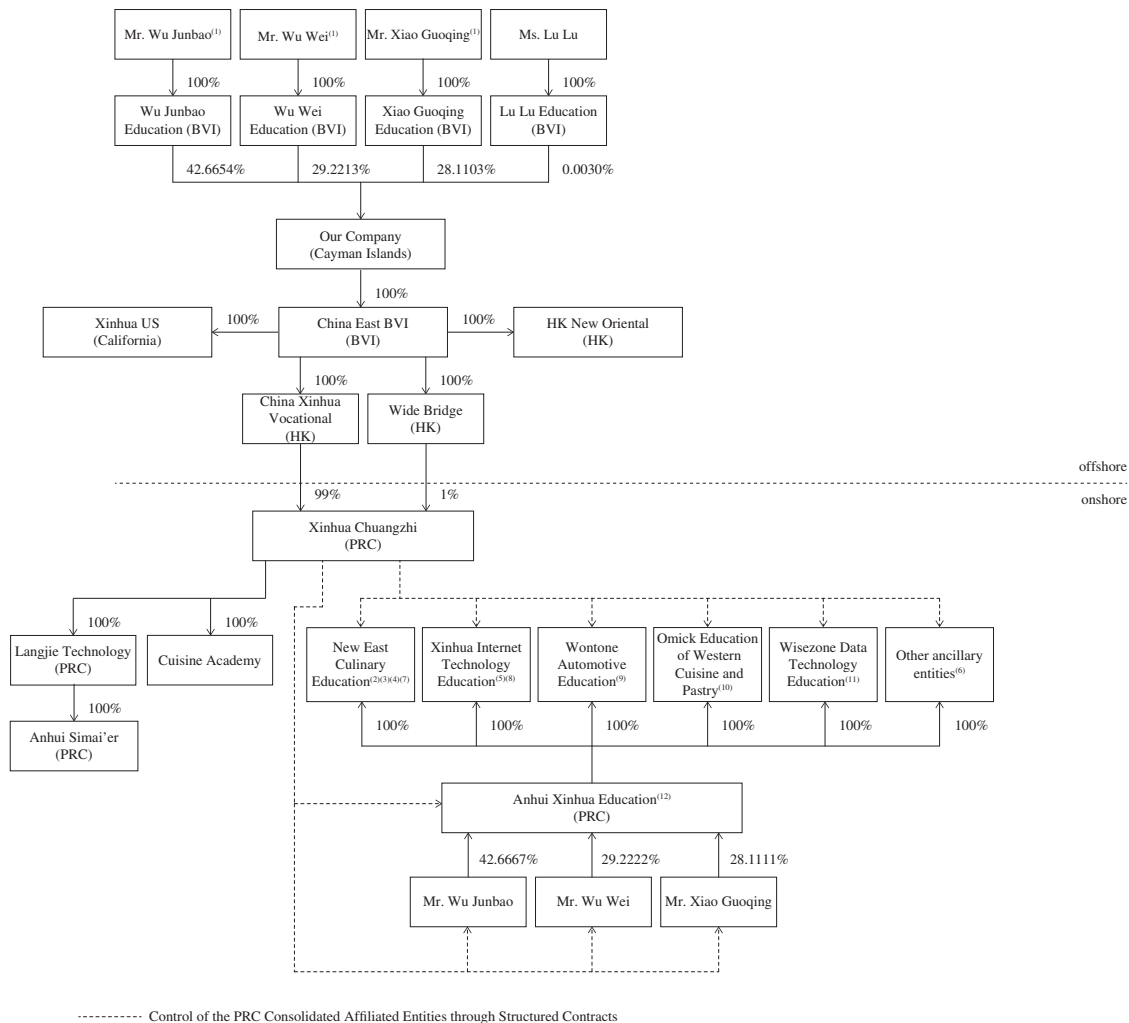 Mr. Wu Junbao(1)
Mr. Wu Wei(1)
Mr. Xiao Guoqing(1)
Ms. Lu Lu
100%
100%
100%
100%
Wu Junbao
Education (BVI)
Wu Wei
Education (BVI)
Xiao Guoqing
Education (BVI)
Lu Lu Education
(BVI)
42.6654%
29.2213%
28.1103%
0.0030%
Our Company
(Cayman Islands)
100%
Xinhua US
(California)
100%
China East BVI
(BVI)
100%
HK New Oriental
(HK)
100%
100%
China Xinhua
Vocational
(HK)
Wide Bridge
(HK)
offshore
onshore
99%
1%
Xinhua Chuangzhi
(PRC)
100%
100%
Langjie Technology
(PRC)
Cuisine Academy
100%
Anhui Simai’er
(PRC)
New East
Culinary
Education(2)(3)(4)(7)
Xinhua Internet
Technology
Education(5)(8)
Wontone
Automotive
Education(9)
Omick Education
of Western
Cuisine and
Pastry(10)
Wisezone Data
Technology
Education(11)
Other ancillary
entities(6)
100%
100%
100%
100%
100%
100%
Anhui Xinhua Education(12)
(PRC)
42.6667%
29.2222%
28.1111%
Mr. Wu Junbao
Mr. Wu Wei
Mr. Xiao Guoqing
Control of the PRC Consolidated Affiliated Entities through Structured Contracts